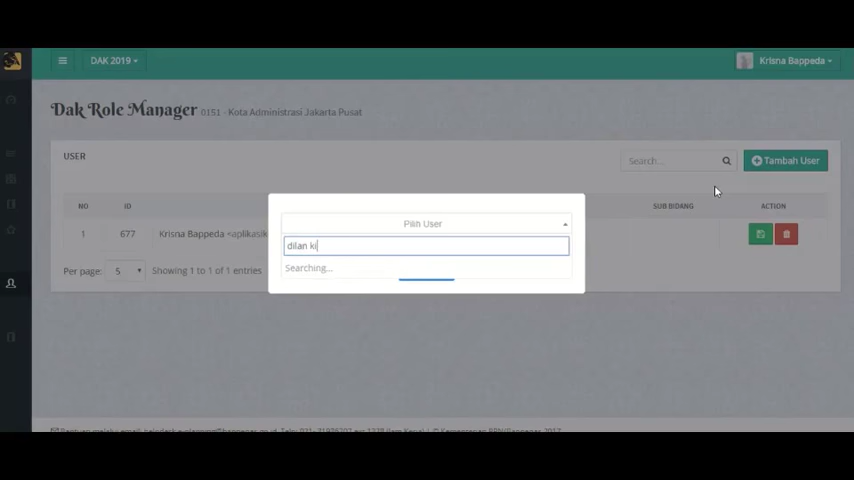 DAK 2019
Krisna Bappeda
Dak Role Manager 0151 - Kota Administrasi Jakarta Pusat
USER
Search...
Tambah User
NO ID SUB BIDANG ACTION
1 677 Krisna Bappeda <aplikasik
Pilih User
dilan ki
Searching...
Per page: 5 Showing 1 to 1 of 1 entries